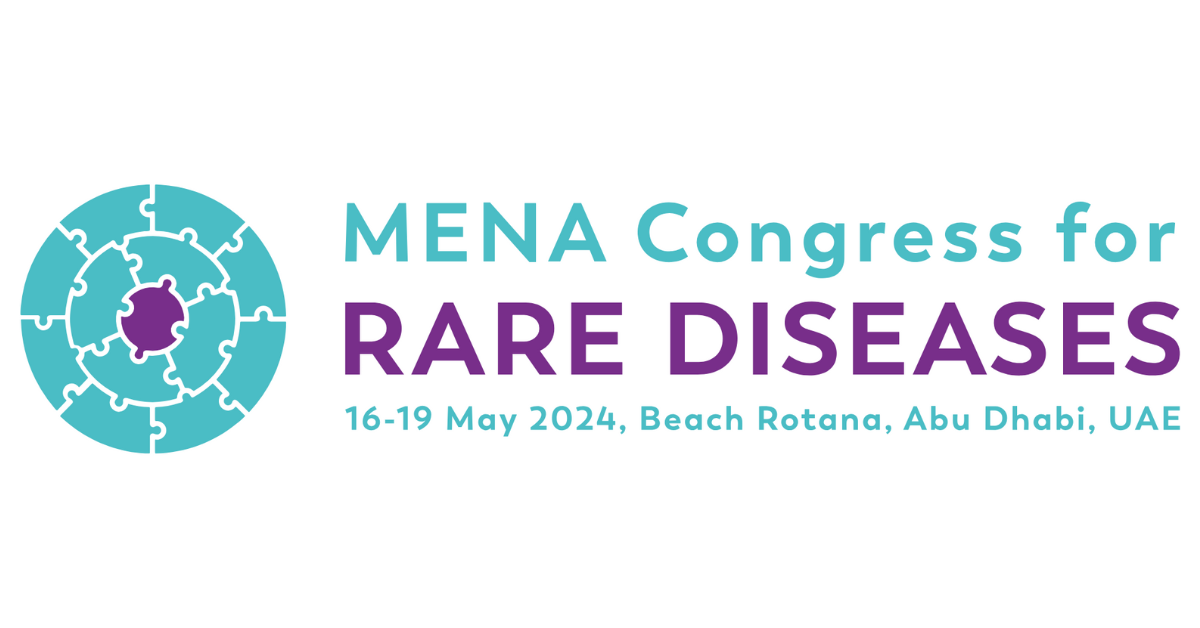 MENA Congress for
RARE DISEASES
16-19 May 2024, Beach Rotana, Abu Dhabi, UAE